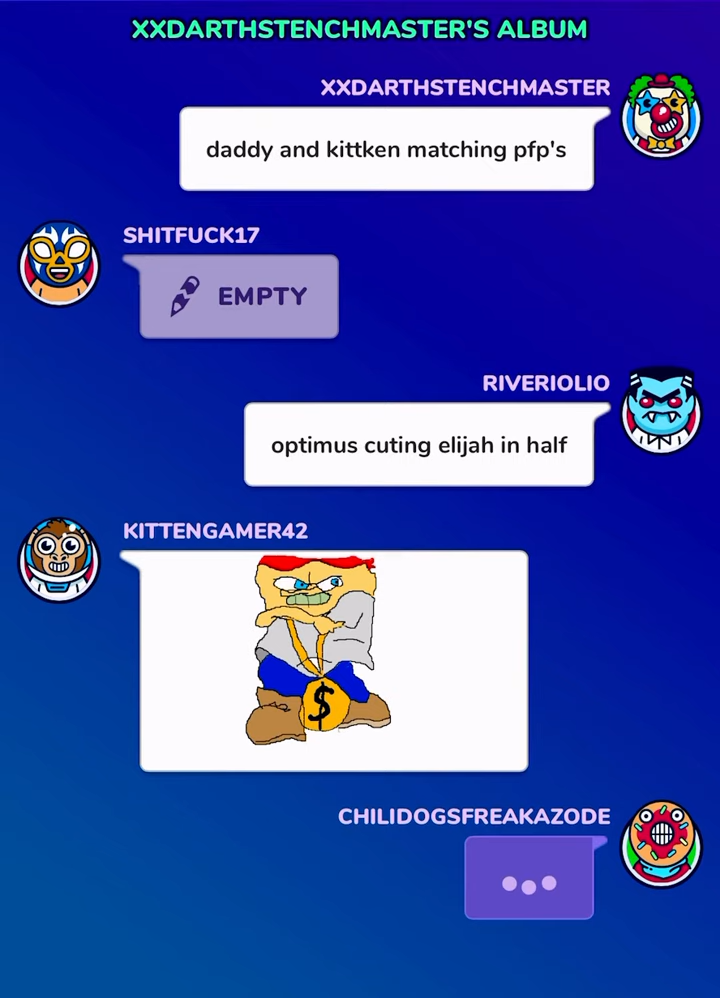 XXDARTHSTENCHMASTER'S ALBUM
XXDARTHSTENCHMASTER
daddy and kittken matching pfp's
SHITFUCK17
EMPTY
RIVERIOLIO
optimus cuting elijah in half
KITTENGAMER42
$
CHILIDOGSFREAKAZODE
...